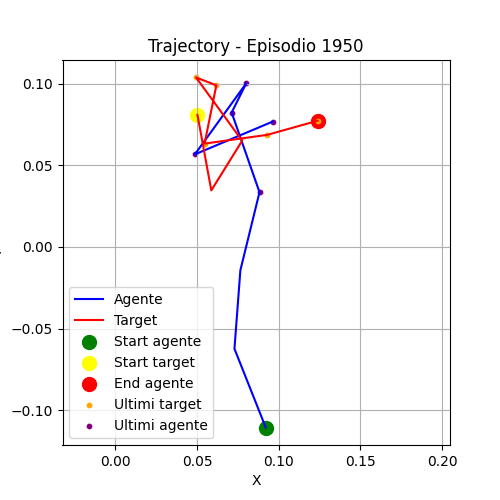 Trajectory - Episodio 1950
0.10
0.05
0.00
−0.05
−0.10
Agente
Target
Start agente
Start target
End agente
Ultimi target
Ultimi agente
0.00 0.05 0.10 0.15 0.20
X